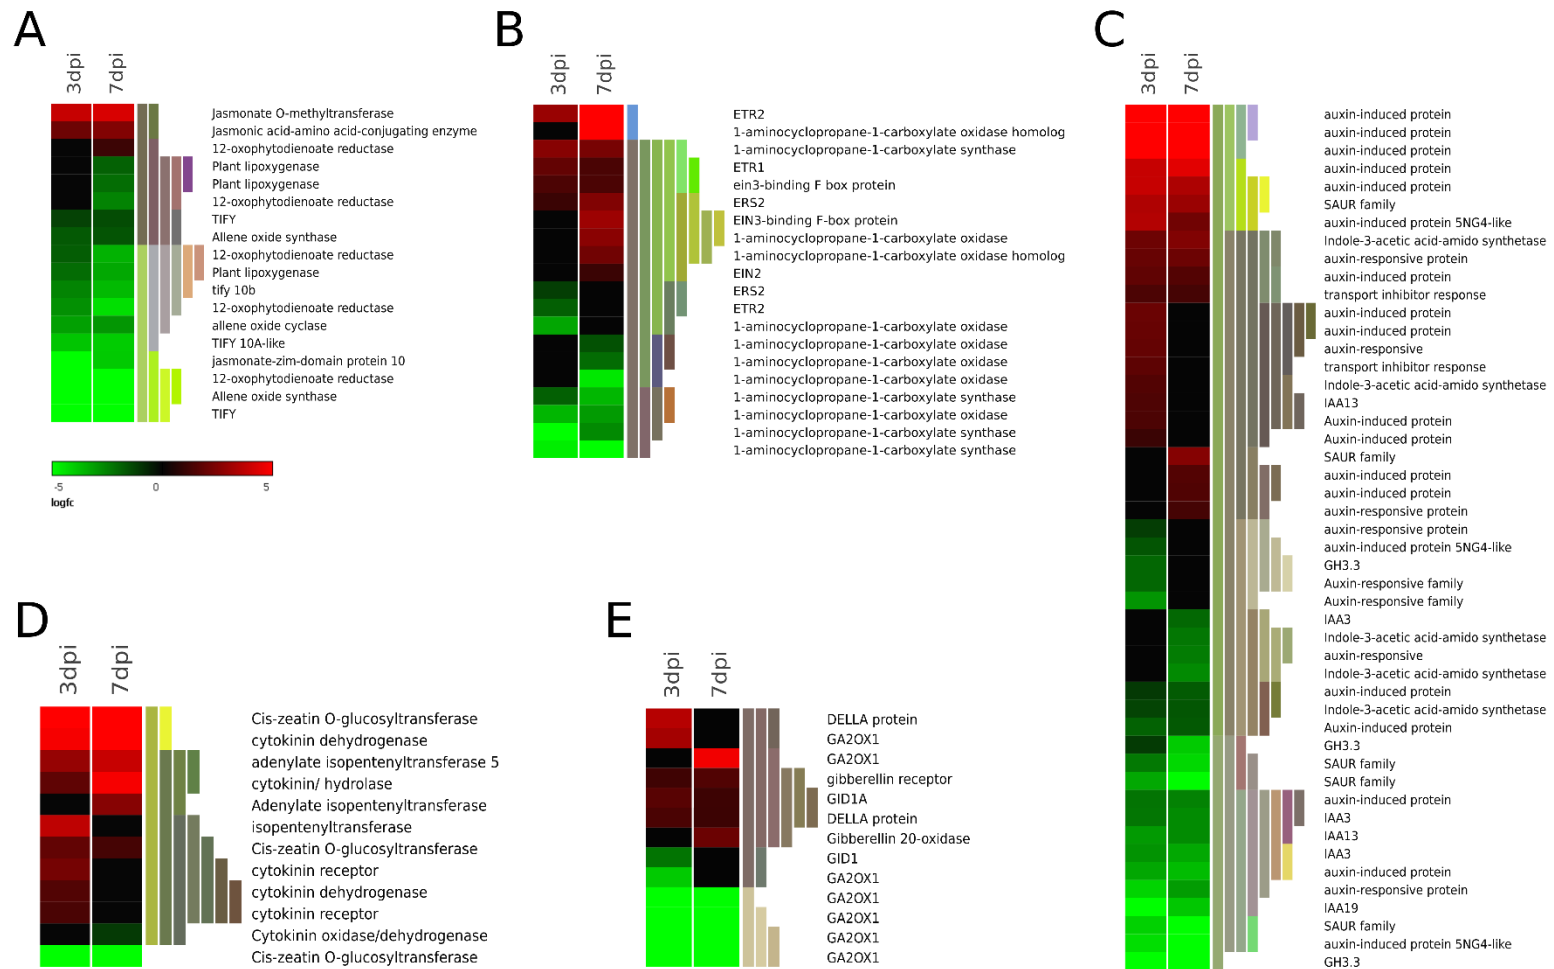 A
3dpi
7dpi
Jasmonate O-methyltransferase
Jasmonic acid-amino acid-conjugating enzyme
12-oxophytodienoate reductase
Plant lipoxygenase
Plant lipoxygenase
12-oxophytodienoate reductase
TIFY
Allene oxide synthase
12-oxophytodienoate reductase
Plant lipoxygenase
tify 10b
12-oxophytodienoate reductase
allene oxide cyclase
TIFY 10A-like
jasmonate-zim-domain protein 10
12-oxophytodienoate reductase
Allene oxide synthase
TIFY
-5
0
5
logfc
B
3dpi
7dpi
ETR2
1-aminocyclopropane-1-carboxylate oxidase homolog
1-aminocyclopropane-1-carboxylate synthase
ETR1
ein3-binding F box protein
ERS2
EIN3-binding F-box protein
1-aminocyclopropane-1-carboxylate oxidase
1-aminocyclopropane-1-carboxylate oxidase homolog
EIN2
ERS2
ETR2
1-aminocyclopropane-1-carboxylate oxidase
1-aminocyclopropane-1-carboxylate oxidase
1-aminocyclopropane-1-carboxylate oxidase
1-aminocyclopropane-1-carboxylate oxidase
1-aminocyclopropane-1-carboxylate synthase
1-aminocyclopropane-1-carboxylate oxidase
1-aminocyclopropane-1-carboxylate synthase
1-aminocyclopropane-1-carboxylate synthase
C
3dpi
7dpi
auxin-induced protein
auxin-induced protein
auxin-induced protein
auxin-induced protein
auxin-induced protein
SAUR family
auxin-induced protein 5NG4-like
Indole-3-acetic acid-amido synthetase
auxin-responsive protein
auxin-induced protein
transport inhibitor response
auxin-induced protein
auxin-induced protein
auxin-responsive
transport inhibitor response
Indole-3-acetic acid-amido synthetase
IAA13
Auxin-induced protein
Auxin-induced protein
SAUR family
auxin-induced protein
auxin-induced protein
auxin-responsive protein
auxin-responsive protein
auxin-induced protein 5NG4-like
GH3.3
Auxin-responsive family
Auxin-responsive family
IAA3
Indole-3-acetic acid-amido synthetase
auxin-responsive
Indole-3-acetic acid-amido synthetase
auxin-induced protein
Indole-3-acetic acid-amido synthetase
Auxin-induced protein
GH3.3
SAUR family
SAUR family
auxin-induced protein
IAA3
IAA13
IAA3
auxin-induced protein
auxin-responsive protein
IAA19
SAUR family
auxin-induced protein 5NG4-like
GH3.3
D
3dpi
7dpi
Cis-zeatin O-glucosyltransferase
cytokinin dehydrogenase
adenylate isopentenyltransferase 5
cytokinin/ hydrolase
Adenylate isopentenyltransferase
isopentenyltransferase
Cis-zeatin O-glucosyltransferase
cytokinin receptor
cytokinin dehydrogenase
cytokinin receptor
Cytokinin oxidase/dehydrogenase
Cis-zeatin O-glucosyltransferase
E
3dpi
7dpi
DELLA protein
GA2OX1
GA2OX1
gibberellin receptor
GID1A
DELLA protein
Gibberellin 20-oxidase
GID1
GA2OX1
GA2OX1
GA2OX1
GA2OX1
GA2OX1